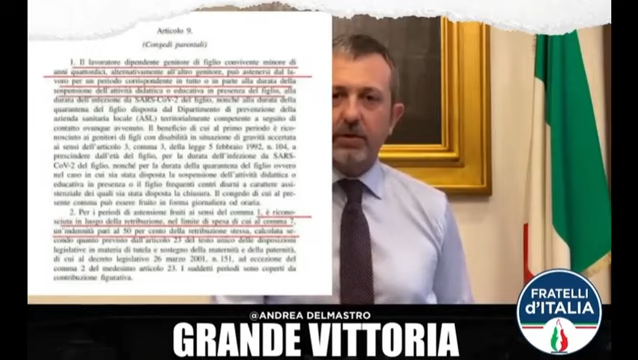 Articolo 9.
(Congedi parentali)
1. Il lavoratore dipendente genitore di figlio convivente minore di
anni quattordici, alternativamente all'altro genitore, può astenersi dal la-
voro per un periodo corrispondente in tutto o in parte alla durata della
sospensione dell'attività didattica o educativa in presenza del figlio, alla
durata dell'infezione da SARS-CoV-2 del figlio, nonché alla durata della
quarantena del figlio disposta dal Dipartimento di prevenzione della
azienda sanitaria locale (ASL) territorialmente competente a seguito di
contatto ovunque avvenuto. Il beneficio di cui al primo periodo è rico-
nosciuto ai genitori di figli con disabilità in situazione di gravità accertata
ai sensi dell'articolo 3, comma 3, della legge 5 febbraio 1992, n. 104, a
prescindere dall'età del figlio, per la durata dell'infezione da SARS-
CoV-2 del figlio, nonché per la durata della quarantena del figlio ovvero
nel caso in cui sia stata disposta la sospensione dell'attività didattica o
educativa in presenza o il figlio frequenti centri diurni a carattere assi-
stenziale dei quali sia stata disposta la chiusura. Il congedo di cui al pre-
sente comma può essere fruito in forma giornaliera od oraria.
2. Per i periodi di astensione fruiti ai sensi del comma 1, è ricono-
sciuta in luogo della retribuzione, nel limite di spesa di cui al comma 7,
un'indennità pari al 50 per cento della retribuzione stessa, calcolata se-
condo quanto previsto dall'articolo 23 del testo unico delle disposizioni
legislative in materia di tutela e sostegno della maternità e della paternità,
di cui al decreto legislativo 26 marzo 2001, n. 151, ad eccezione del
comma 2 del medesimo articolo 23. I suddetti periodi sono coperti da
contribuzione figurativa.
@ANDREA DELMASTRO
GRANDE VITTORIA
FRATELLI
d'ITALIA